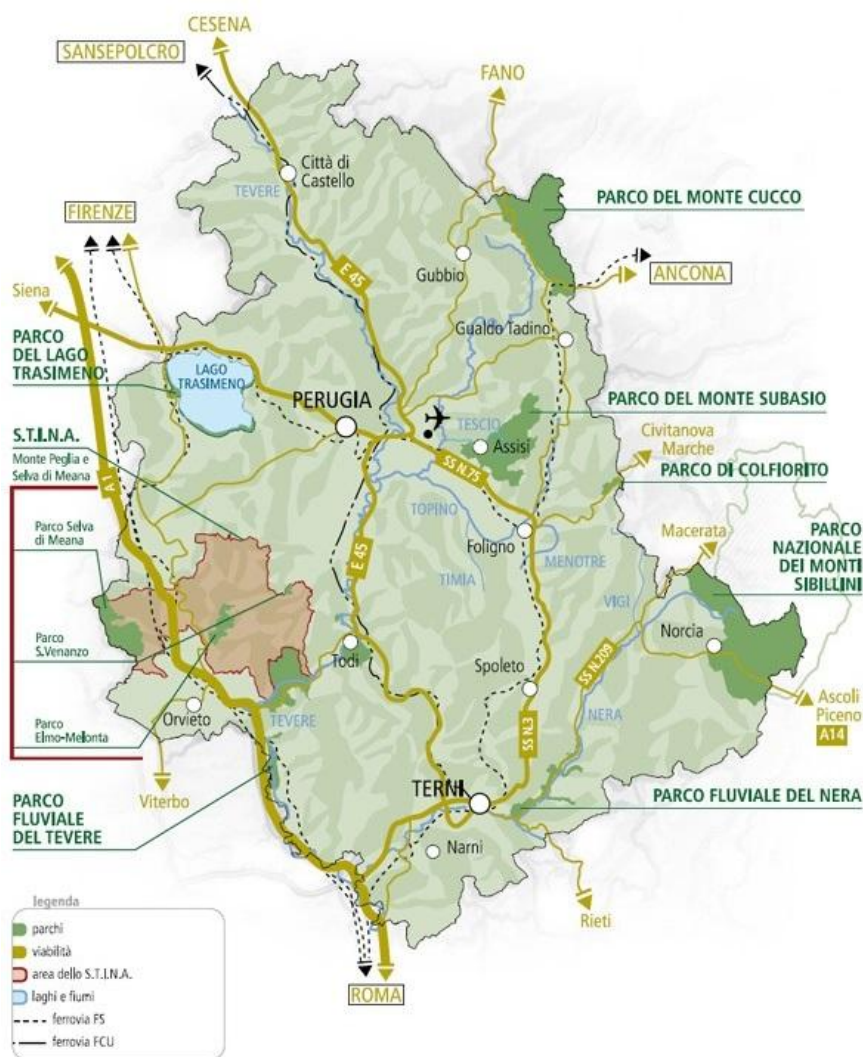 CESENA
SANSEPOLCRO
FANO
Città di
Castello
TEVERE
PARCO DEL MONTE CUCCO
FIRENZE
E 45
Gubbio
ANCONA
Siena
Gualdo Tadino
PARCO
DEL LAGO
TRASIMENO
LAGO
TRASIMENO
PERUGIA
PARCO DEL MONTE SUBASIO
TESCIO
Assisi
Civitanova
Marche
S.T.I.N.A.
Monte Peglia e
Selva di Meana
SS N.75
PARCO DI COLFIORITO
A1
TOPINO
Foligno
MENOTRE
Macerata
PARCO
NAZIONALE
DEI MONTI
SIBILLINI
Parco Selva
di Meana
E 45
TIMIA
VIGI
Norcia
Parco
S.Venanzo
Todi
SS N.209
Spoleto
Ascoli
Piceno
A14
Orvieto
TEVERE
NERA
SS N.3
Parco
Elmo-Melonta
Viterbo
TERNI
PARCO FLUVIALE DEL NERA
PARCO
FLUVIALE
DEL TEVERE
Narni
Rieti
legenda
parchi
viabilità
area dello S.T.I.N.A.
laghi e fiumi
ferrovia FS
ferrovia FCU
ROMA